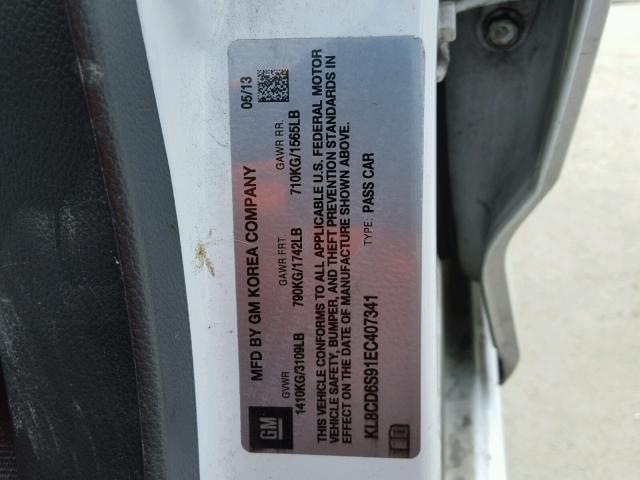 MFD BY GM KOREA COMPANY 05/13
GVWR GAWR FRT. GAWR RR.
1410KG/3109LB 790KG/1742LB 710KG/1565LB
THIS VEHICLE CONFORMS TO ALL APPLICABLE U.S. FEDERAL MOTOR
VEHICLE SAFETY, BUMPER, AND THEFT PREVENTION STANDARDS IN
EFFECT ON THE DATE OF MANUFACTURE SHOWN ABOVE.
TYPE: PASS CAR
KL8CD6S91EC407341
GM